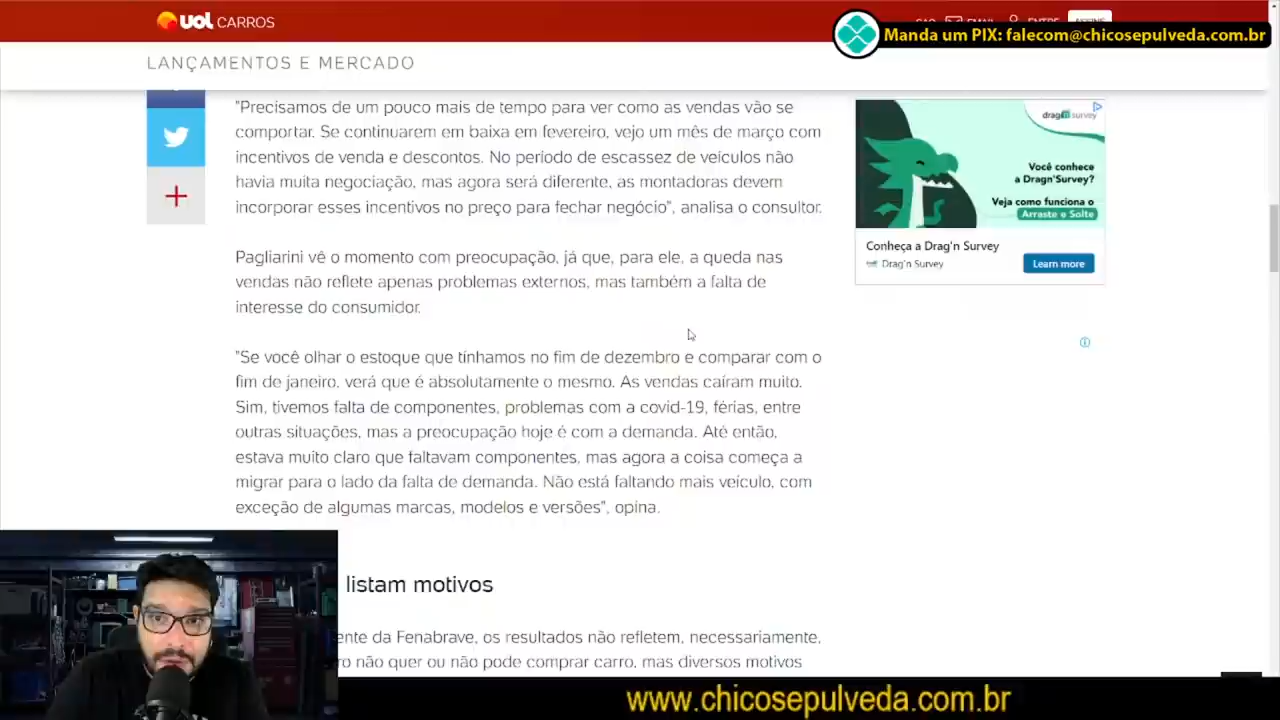 uol CARROS
Manda um PIX: falecom@chicosepulveda.com.br
LANÇAMENTOS E MERCADO
"Precisamos de um pouco mais de tempo para ver como as vendas vão se
comportar. Se continuarem em baixa em fevereiro, vejo um mês de março com
incentivos de venda e descontos. No período de escassez de veículos não
havia muita negociação, mas agora será diferente, as montadoras devem
incorporar esses incentivos no preço para fechar negócio", analisa o consultor.
Pagliarini vê o momento com preocupação, já que, para ele, a queda nas
vendas não reflete apenas problemas externos, mas também a falta de
interesse do consumidor.
"Se você olhar o estoque que tínhamos no fim de dezembro e comparar com o
fim de janeiro, verá que é absolutamente o mesmo. As vendas caíram muito.
Sim, tivemos falta de componentes, problemas com a covid-19, férias, entre
outras situações, mas a preocupação hoje é com a demanda. Até então,
estava muito claro que faltavam componentes, mas agora a coisa começa a
migrar para o lado da falta de demanda. Não está faltando mais veículo, com
exceção de algumas marcas, modelos e versões", opina.
listam motivos
ente da Fenabrave, os resultados não refletem, necessariamente,
ro não quer ou não pode comprar carro, mas diversos motivos
drag'n survey
Você conhece
a Dragn'Survey?
Veja como funciona o
Arraste e Solte
Conheça a Drag'n Survey
Drag'n Survey
Learn more
www.chicosepulveda.com.br